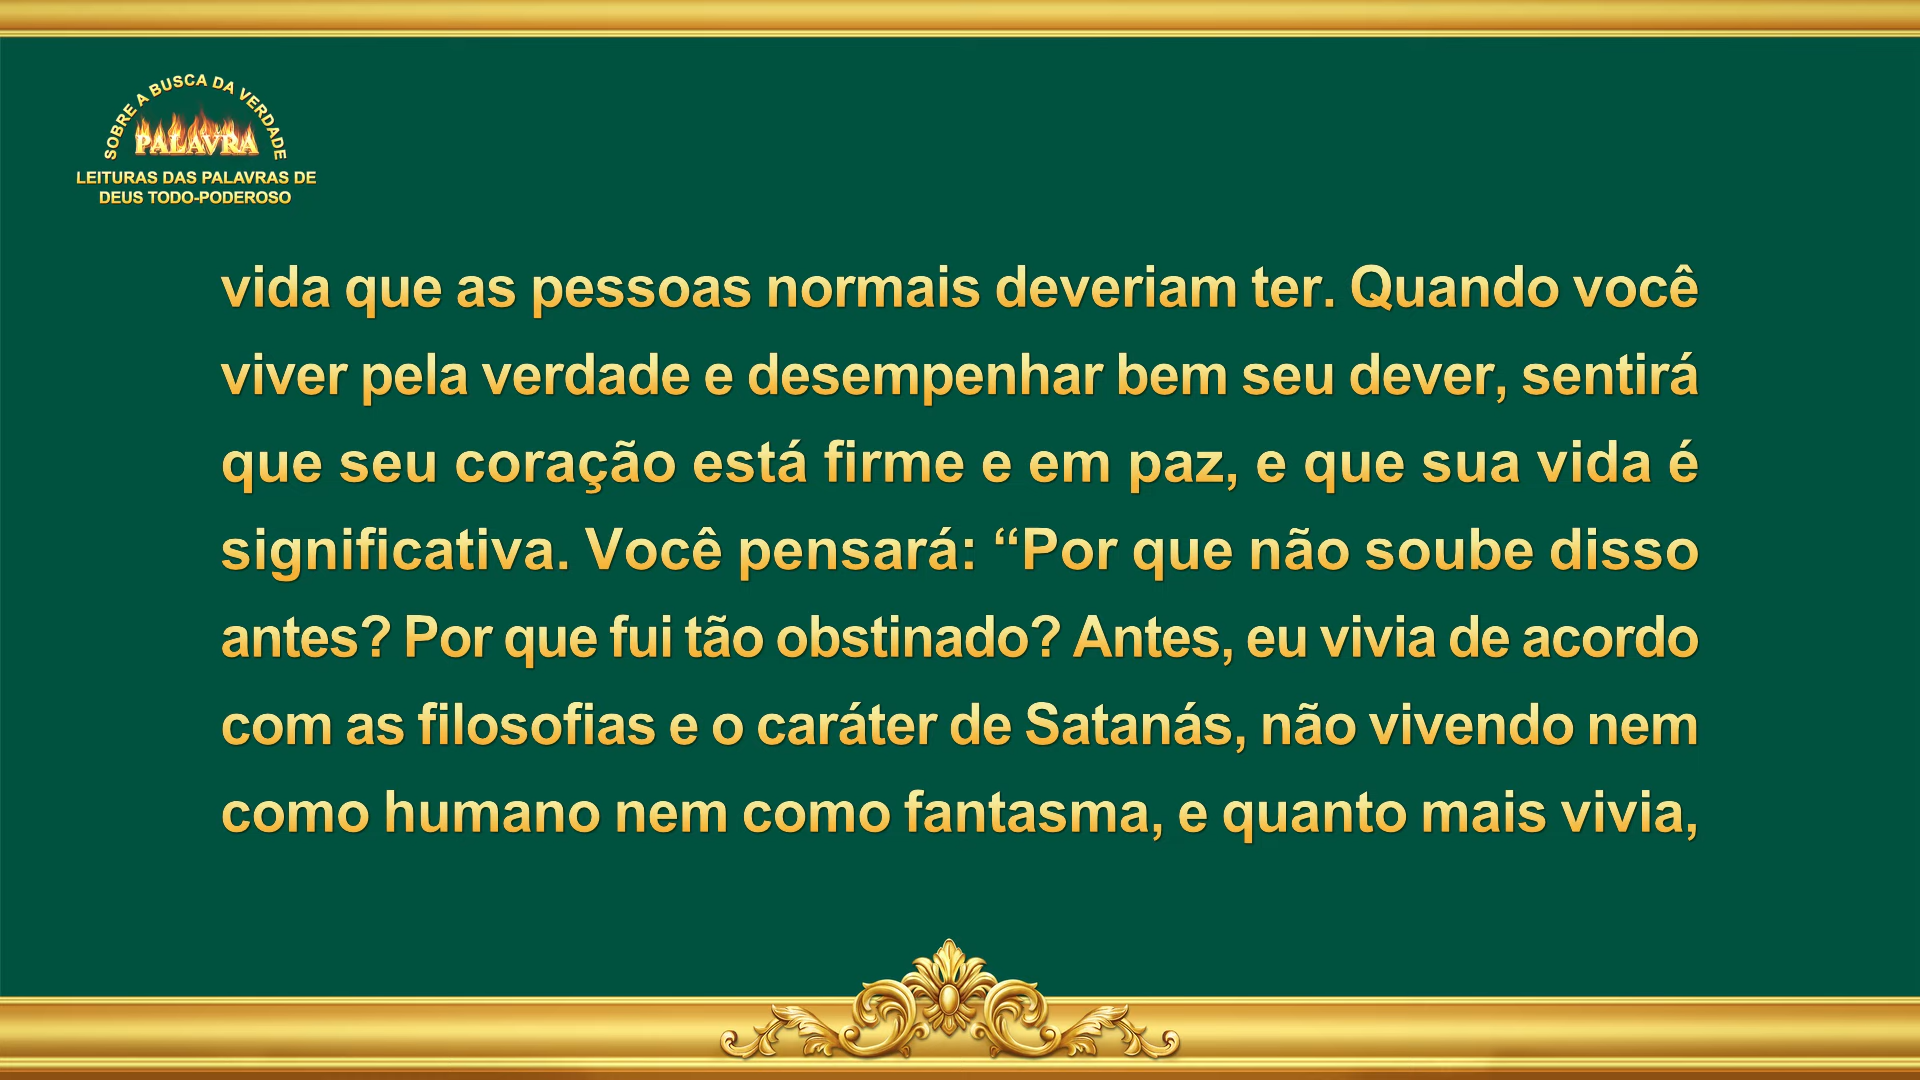 SOBRE A BUSCA DA VERDADE
PALAVRA
LEITURAS DAS PALAVRAS DE
DEUS TODO-PODEROSO
vida que as pessoas normais deveriam ter. Quando você
viver pela verdade e desempenhar bem seu dever, sentirá
que seu coração está firme e em paz, e que sua vida é
significativa. Você pensará: “Por que não soube disso
antes? Por que fui tão obstinado? Antes, eu vivia de acordo
com as filosofias e o caráter de Satanás, não vivendo nem
como humano nem como fantasma, e quanto mais vivia,